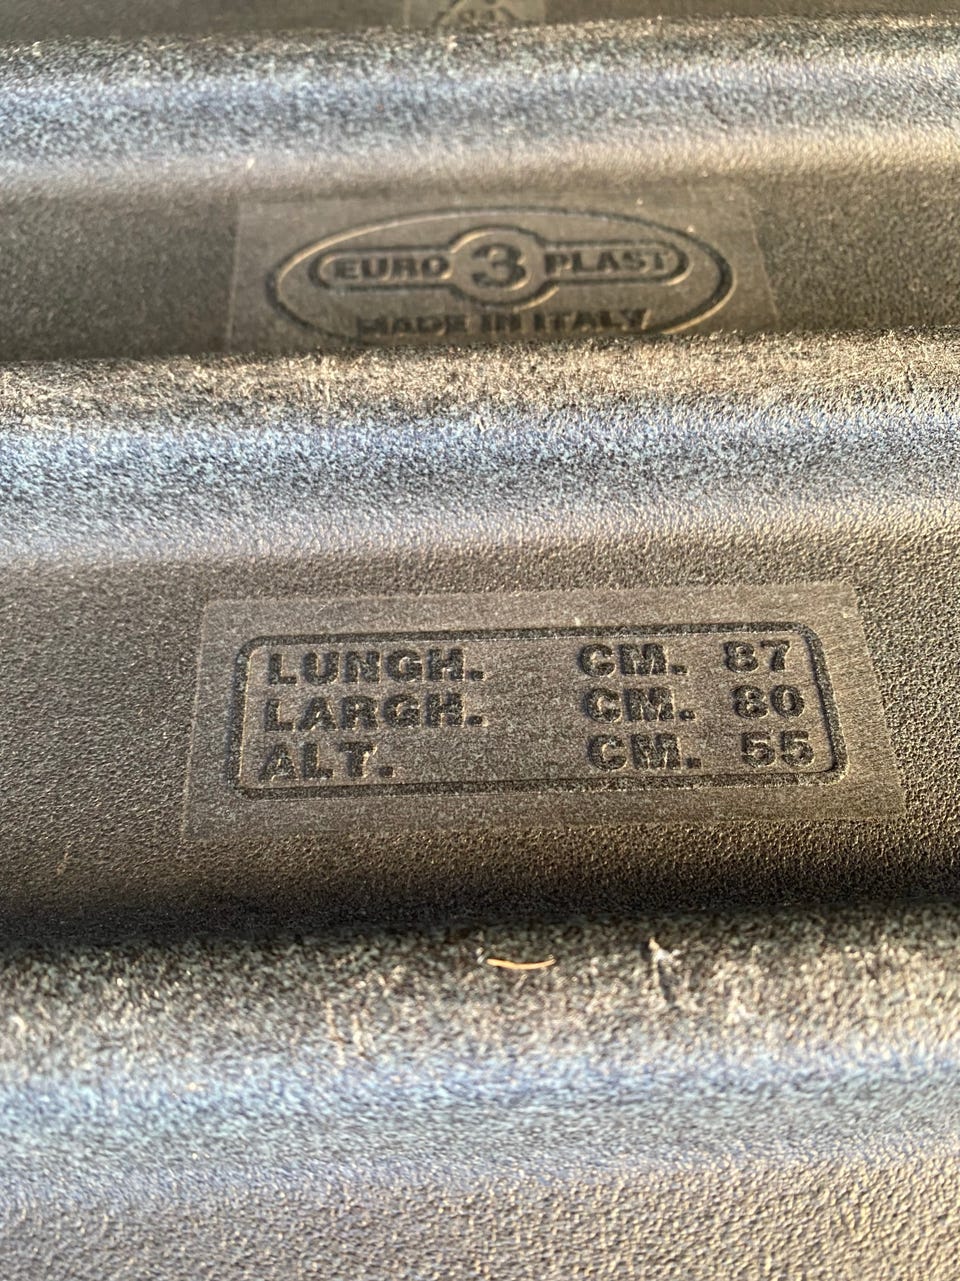 EURO 3 PLAST
MADE IN ITALY
LUNGH. CM. 87
LARGH. CM. 80
ALT. CM. 55